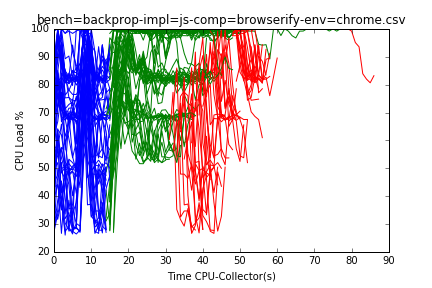 bench=backprop-impl=js-comp=browserify-env=chrome.csv
100
90
80
70
60
50
40
30
20
CPU Load %
0 10 20 30 40 50 60 70 80 90
Time CPU-Collector(s)